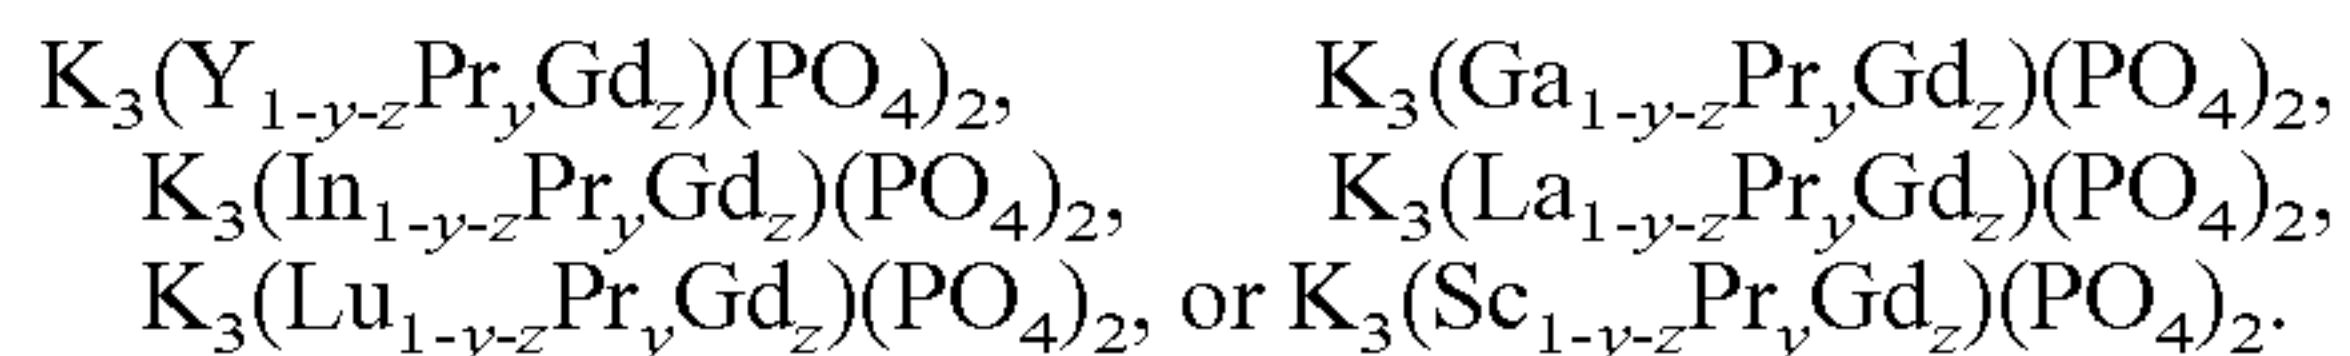 K₃(Y₁₋y₋zPryGdz)(PO₄)₂, K₃(Ga₁₋y₋zPryGdz)(PO₄)₂,
K₃(In₁₋y₋zPryGdz)(PO₄)₂, K₃(La₁₋y₋zPryGdz)(PO₄)₂,
K₃(Lu₁₋y₋zPryGdz)(PO₄)₂, or K₃(Sc₁₋y₋zPryGdz)(PO₄)₂.